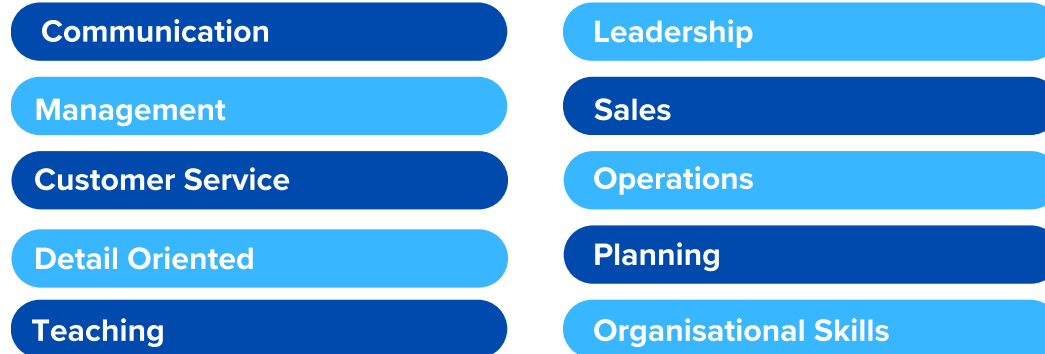 Communication
Leadership
Management
Sales
Customer Service
Operations
Detail Oriented
Planning
Teaching
Organisational Skills